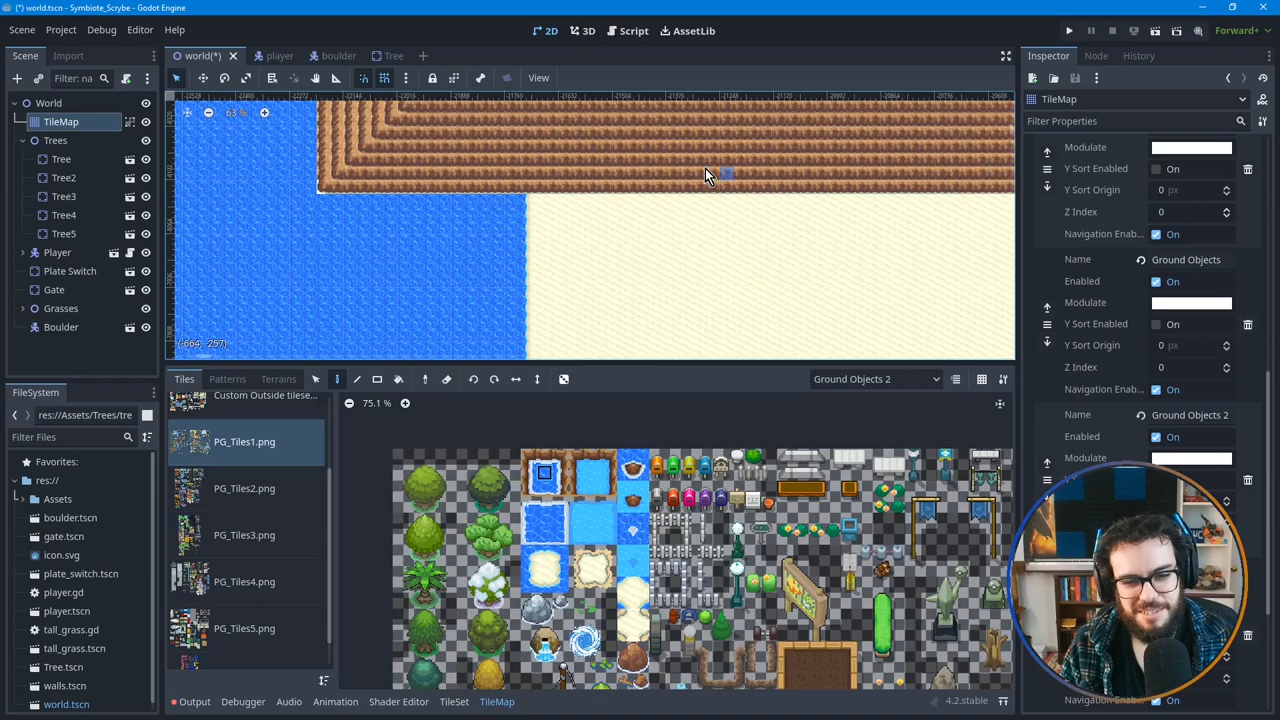 (*) world.tscn - Symbiote_Scrybe - Godot Engine
Scene Project Debug Editor Help
2D 3D Script AssetLib
Forward+
Scene Import
world(*) player boulder Tree
Inspector Node History
Filter: na
View
World
TileMap
Trees
Tree
Tree2
Tree3
Tree4
Tree5
Player
Plate Switch
Gate
Grasses
Boulder
63 %
(-664, -257)
TileMap
Filter Properties
Modulate
Y Sort Enabled On
Y Sort Origin 0 px
Z Index 0
Navigation Enab... On
Name Ground Objects
Enabled On
Modulate
Y Sort Enabled On
Y Sort Origin 0 px
Z Index 0
Navigation Enab... On
Name Ground Objects 2
Enabled On
Modulate
Navigation Enab... On
FileSystem
res://Assets/Trees/tre
Filter Files
Favorites:
res://
Assets
boulder.tscn
gate.tscn
icon.svg
plate_switch.tscn
player.gd
player.tscn
tall_grass.gd
tall_grass.tscn
Tree.tscn
walls.tscn
world.tscn
Tiles Patterns Terrains
Ground Objects 2
Custom Outside tilese...
PG_Tiles1.png
PG_Tiles2.png
PG_Tiles3.png
PG_Tiles4.png
PG_Tiles5.png
75.1 %
Output Debugger Audio Animation Shader Editor TileSet TileMap
4.2.stable